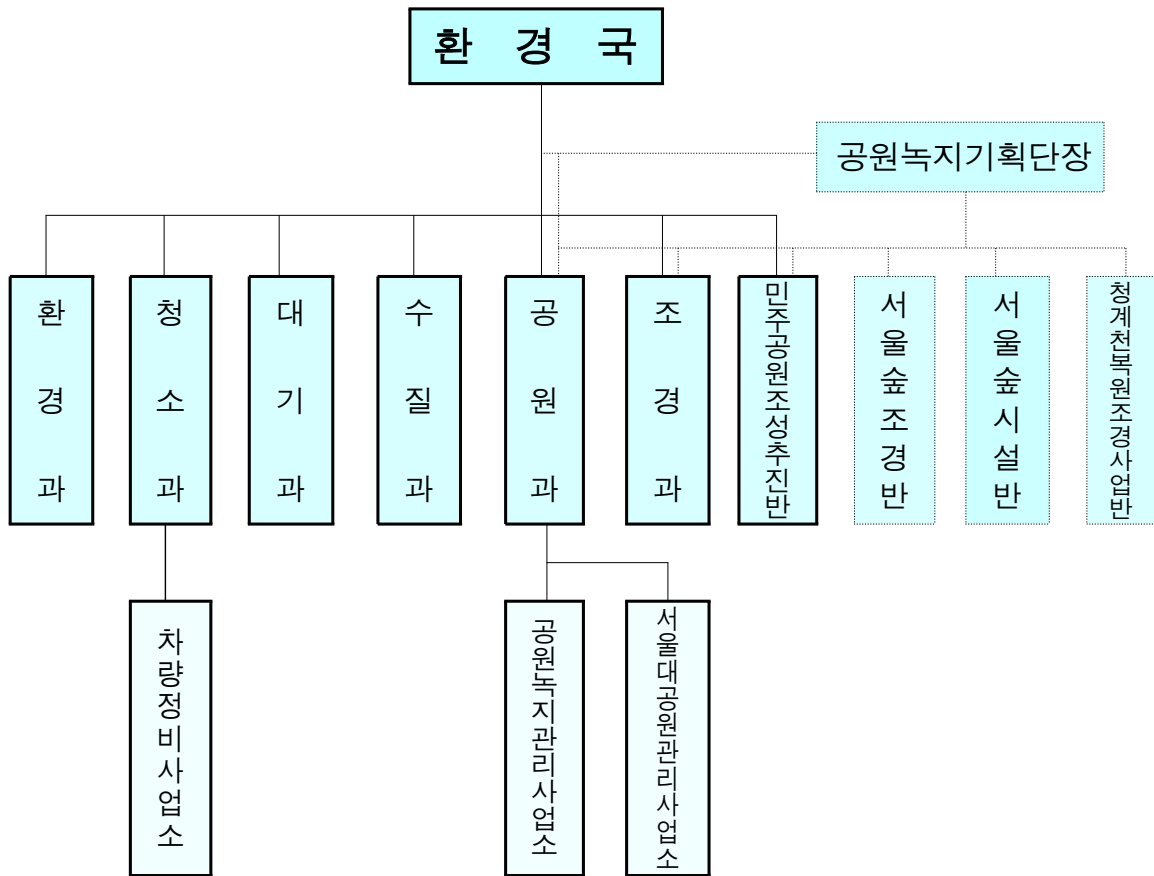 환 경 국
공원녹지기획단장
환경과
청소과
대기과
수질과
공원과
조경과
민주공원조성추진반
서울숲조경반
서울숲시설반
청계천복원조경사업반
차량정비사업소
공원녹지관리사업소
서울대공원관리사업소